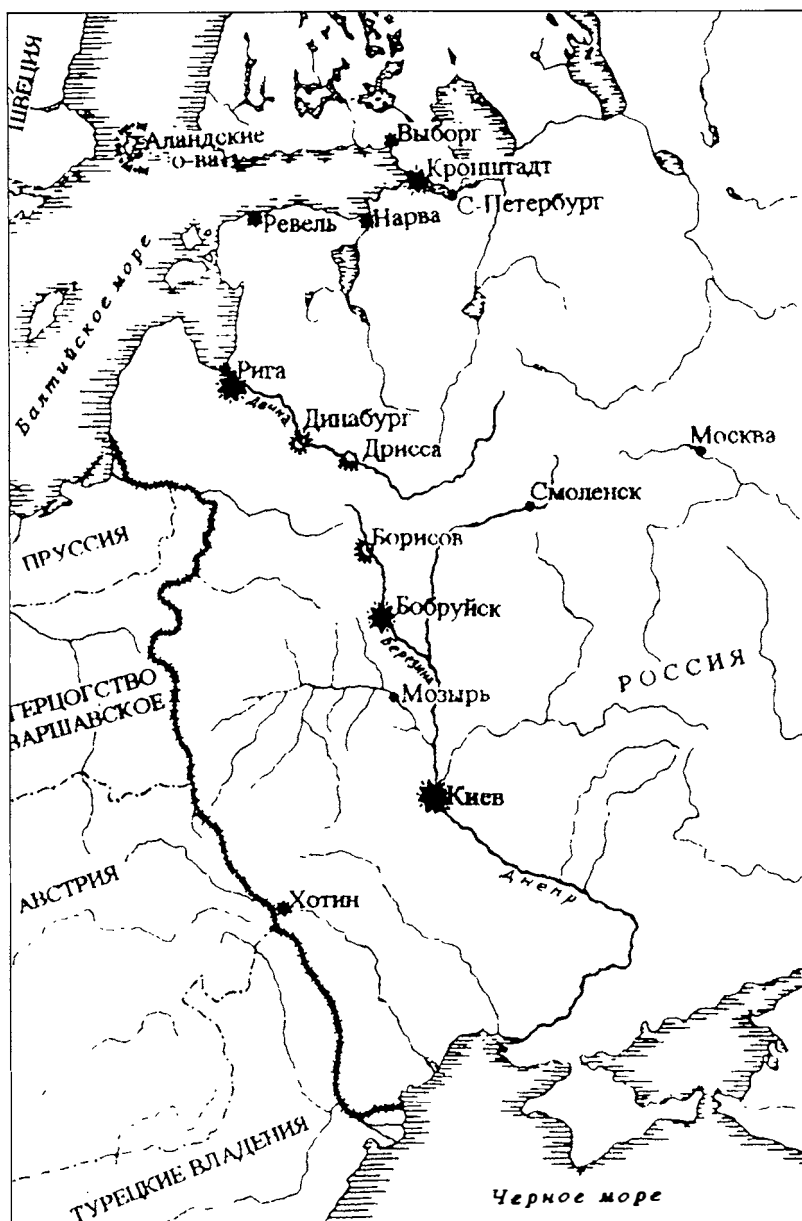 ШВЕЦИЯ
Аландские
о-ва
Выборг
Кронштадт
С-Петербург
Ревель
Нарва
Балтийское море
Рига
Двина
Динабург
Дрисса
Москва
Смоленск
ПРУССИЯ
Борисов
Бобруйск
Березина
РОССИЯ
ГЕРЦОГСТВО
ВАРШАВСКОЕ
Мозырь
Киев
АВСТРИЯ
Хотин
Днепр
ТУРЕЦКИЕ ВЛАДЕНИЯ
Черное море